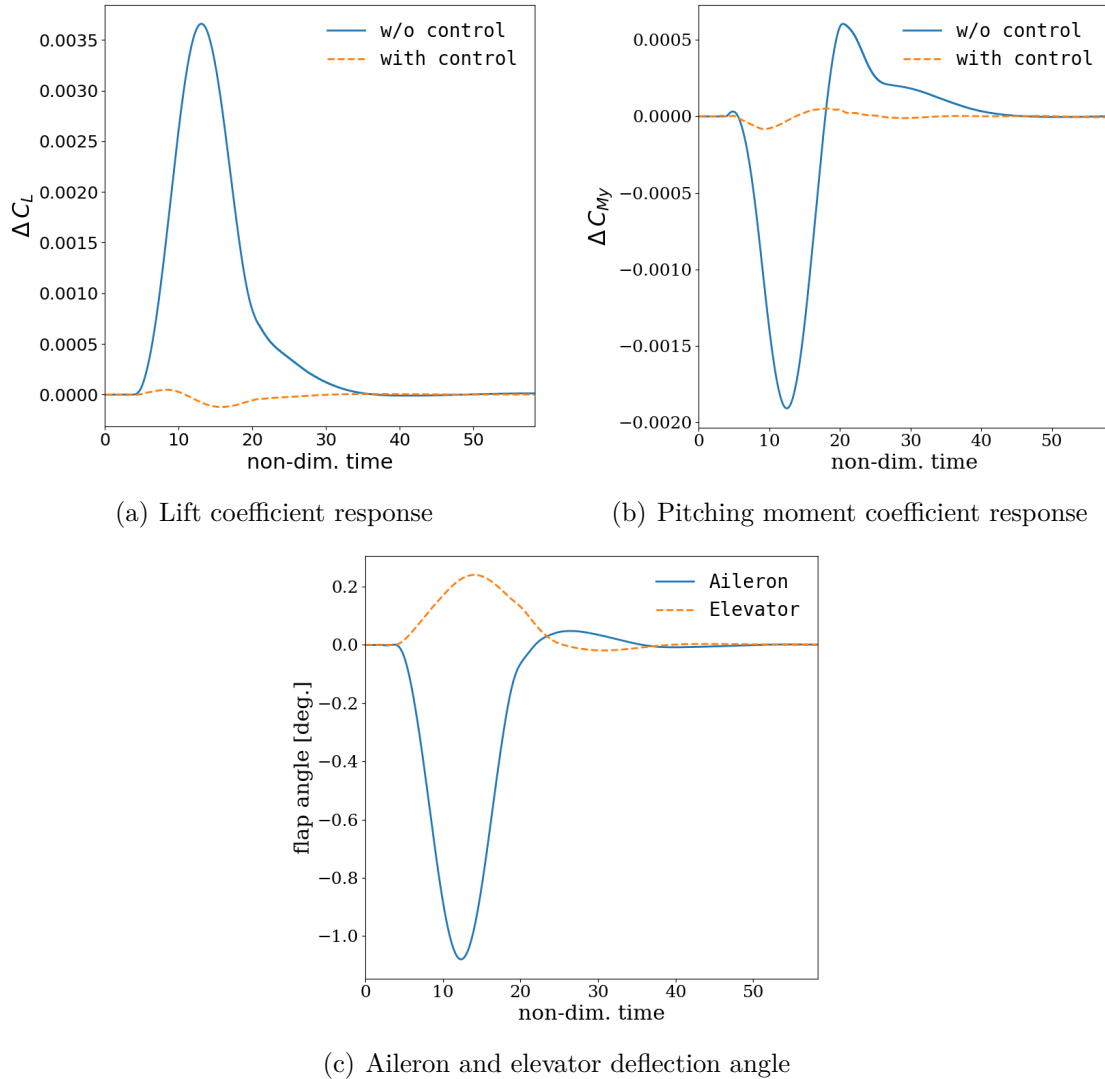 0.0035
0.0030
0.0025
0.0020
0.0015
0.0010
0.0005
0.0000
Δ C_L
0 10 20 30 40 50
non-dim. time
w/o control
with control
(a) Lift coefficient response
0.0005
0.0000
−0.0005
−0.0010
−0.0015
−0.0020
Δ C_My
0 10 20 30 40 50
non-dim. time
w/o control
with control
(b) Pitching moment coefficient response
0.2
0.0
−0.2
−0.4
−0.6
−0.8
−1.0
flap angle [deg.]
0 10 20 30 40 50
non-dim. time
Aileron
Elevator
(c) Aileron and elevator deflection angle